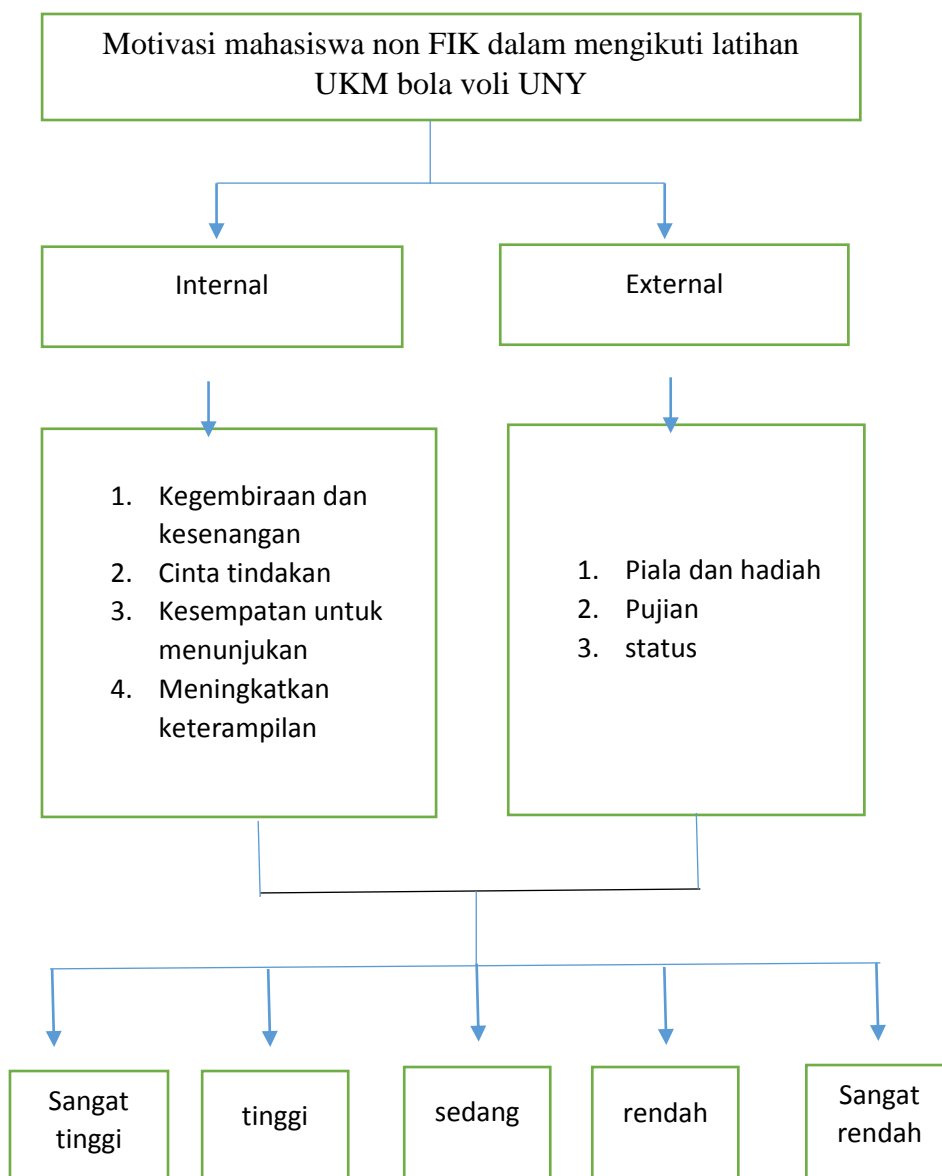 Motivasi mahasiswa non FIK dalam mengikuti latihan
UKM bola voli UNY
Internal
External
1. Kegembiraan dan
kesenangan
2. Cinta tindakan
3. Kesempatan untuk
menunjukan
4. Meningkatkan
keterampilan
1. Piala dan hadiah
2. Pujian
3. status
Sangat
tinggi
tinggi
sedang
rendah
Sangat
rendah